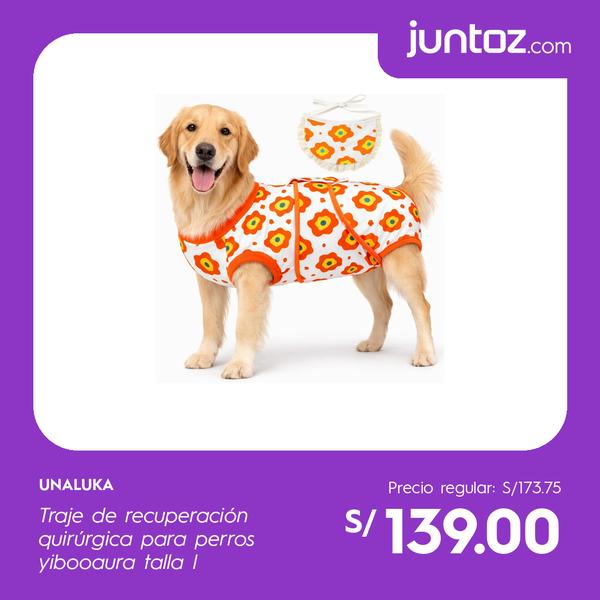 juntoz.com
UNALUKA
Traje de recuperación
quirúrgica para perros
yibooaura talla l
Precio regular: S/173.75
S/139.00